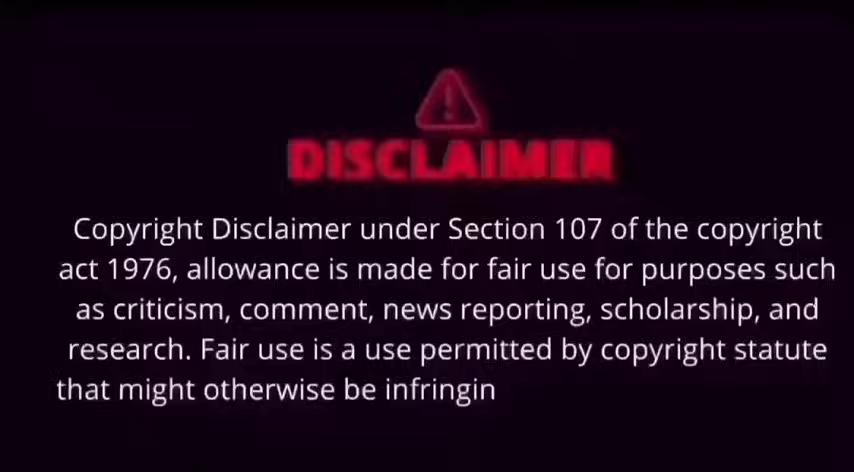 DISCLAIMER
Copyright Disclaimer under Section 107 of the copyright
act 1976, allowance is made for fair use for purposes such
as criticism, comment, news reporting, scholarship, and
research. Fair use is a use permitted by copyright statute
that might otherwise be infringin